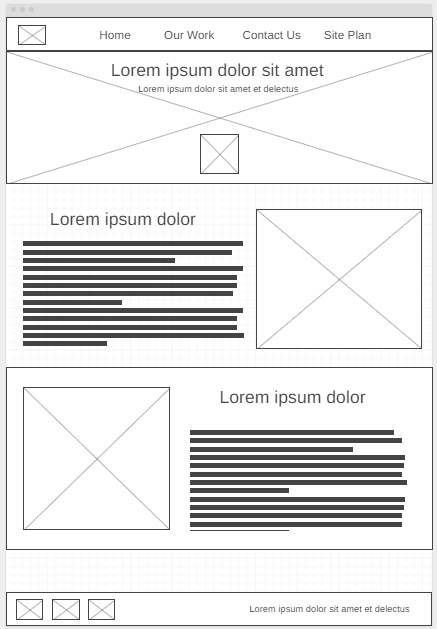 Home Our Work Contact Us Site Plan
Lorem ipsum dolor sit amet
Lorem ipsum dolor sit amet et delectus
Lorem ipsum dolor
Lorem ipsum dolor
Lorem ipsum dolor sit amet et delectus